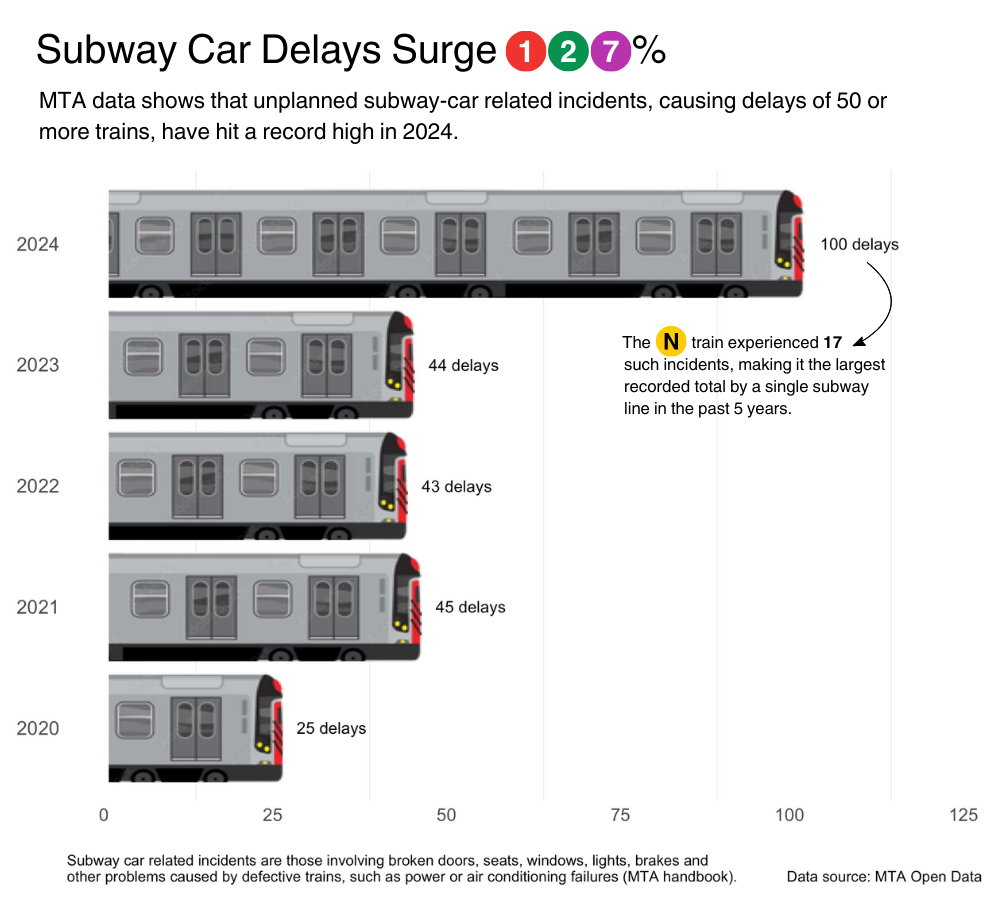 Subway Car Delays Surge 127%
MTA data shows that unplanned subway-car related incidents, causing delays of 50 or
more trains, have hit a record high in 2024.
2024
100 delays
The N train experienced 17
such incidents, making it the largest
recorded total by a single subway
line in the past 5 years.
2023
44 delays
2022
43 delays
2021
45 delays
2020
25 delays
0 25 50 75 100 125
Subway car related incidents are those involving broken doors, seats, windows, lights, brakes and
other problems caused by defective trains, such as power or air conditioning failures (MTA handbook).
Data source: MTA Open Data